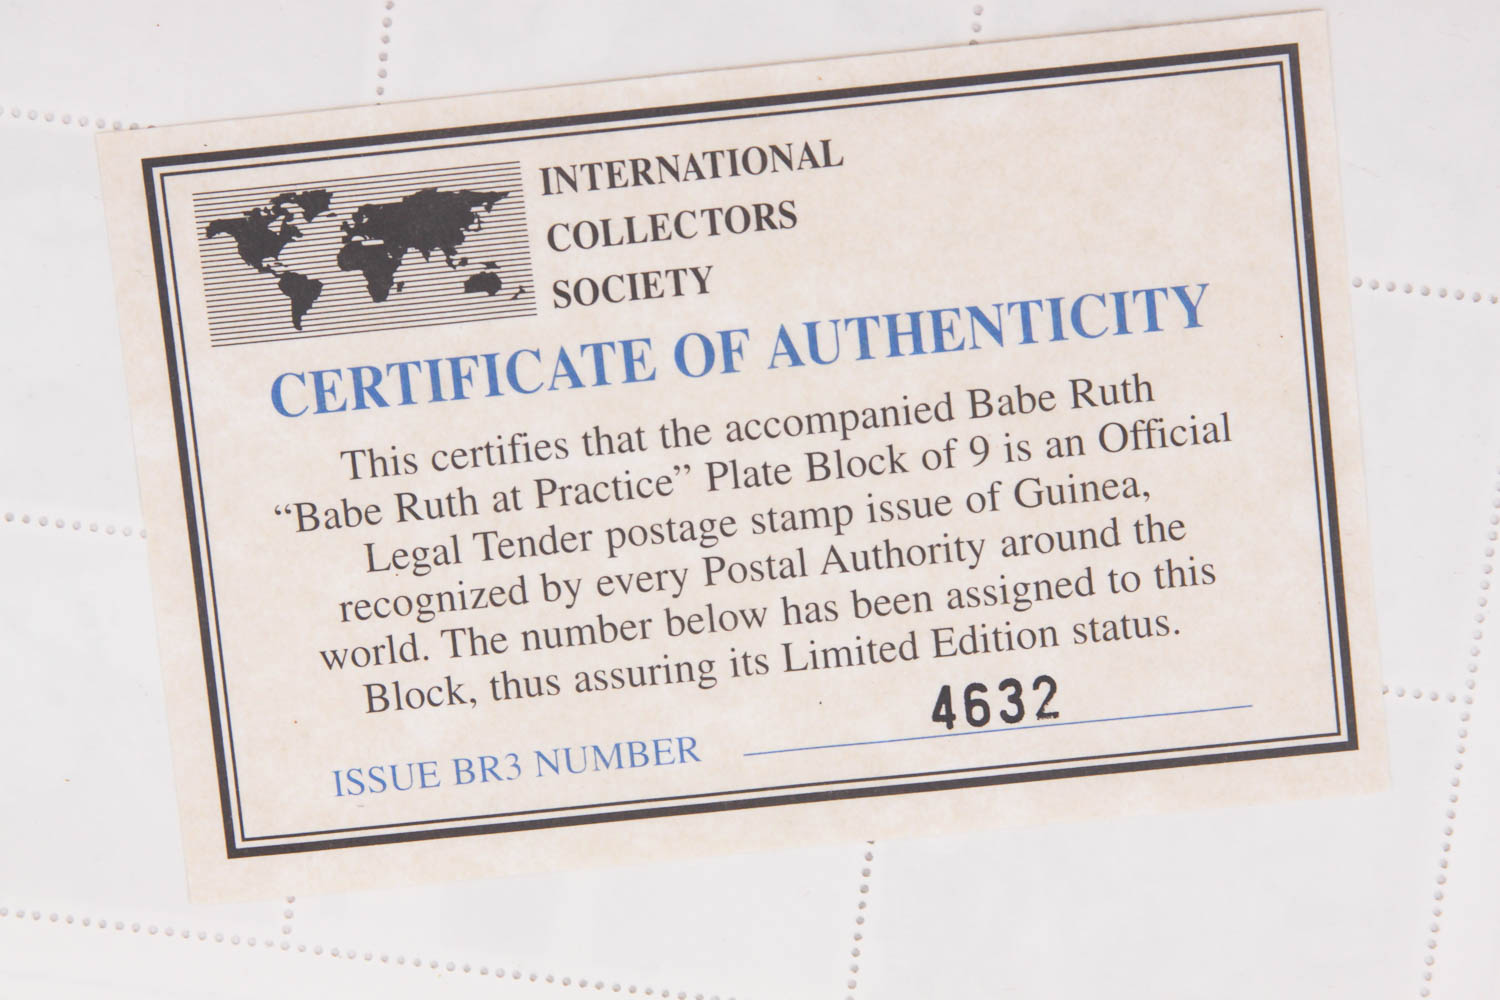 INTERNATIONAL
COLLECTORS
SOCIETY
CERTIFICATE OF AUTHENTICITY
This certifies that the accompanied Babe Ruth
“Babe Ruth at Practice” Plate Block of 9 is an Official
Legal Tender postage stamp issue of Guinea,
recognized by every Postal Authority around the
world. The number below has been assigned to this
Block, thus assuring its Limited Edition status.
4632
ISSUE BR3 NUMBER